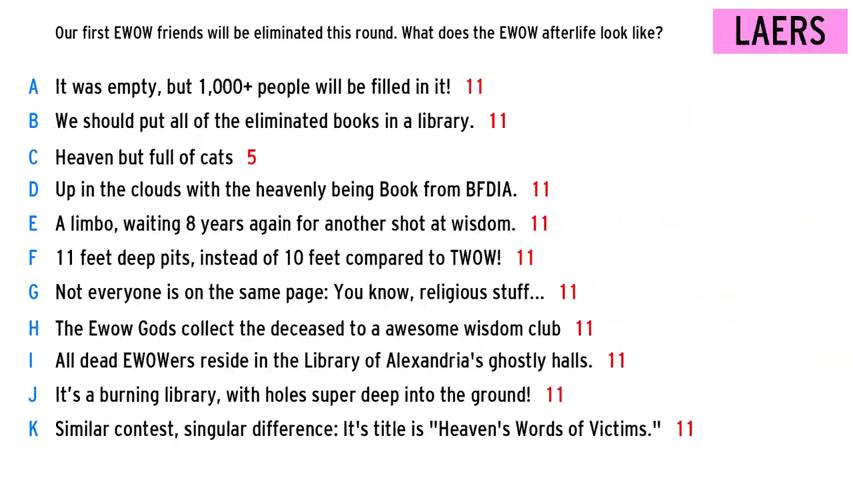 Our first EWOW friends will be eliminated this round. What does the EWOW afterlife look like?
LAERS
A It was empty, but 1,000+ people will be filled in it! 11
B We should put all of the eliminated books in a library. 11
C Heaven but full of cats 5
D Up in the clouds with the heavenly being Book from BFDIA. 11
E A limbo, waiting 8 years again for another shot at wisdom. 11
F 11 feet deep pits, instead of 10 feet compared to TWOW! 11
G Not everyone is on the same page: You know, religious stuff... 11
H The Ewow Gods collect the deceased to a awesome wisdom club 11
I All dead EWOWers reside in the Library of Alexandria's ghostly halls. 11
J It’s a burning library, with holes super deep into the ground! 11
K Similar contest, singular difference: It's title is "Heaven's Words of Victims." 11